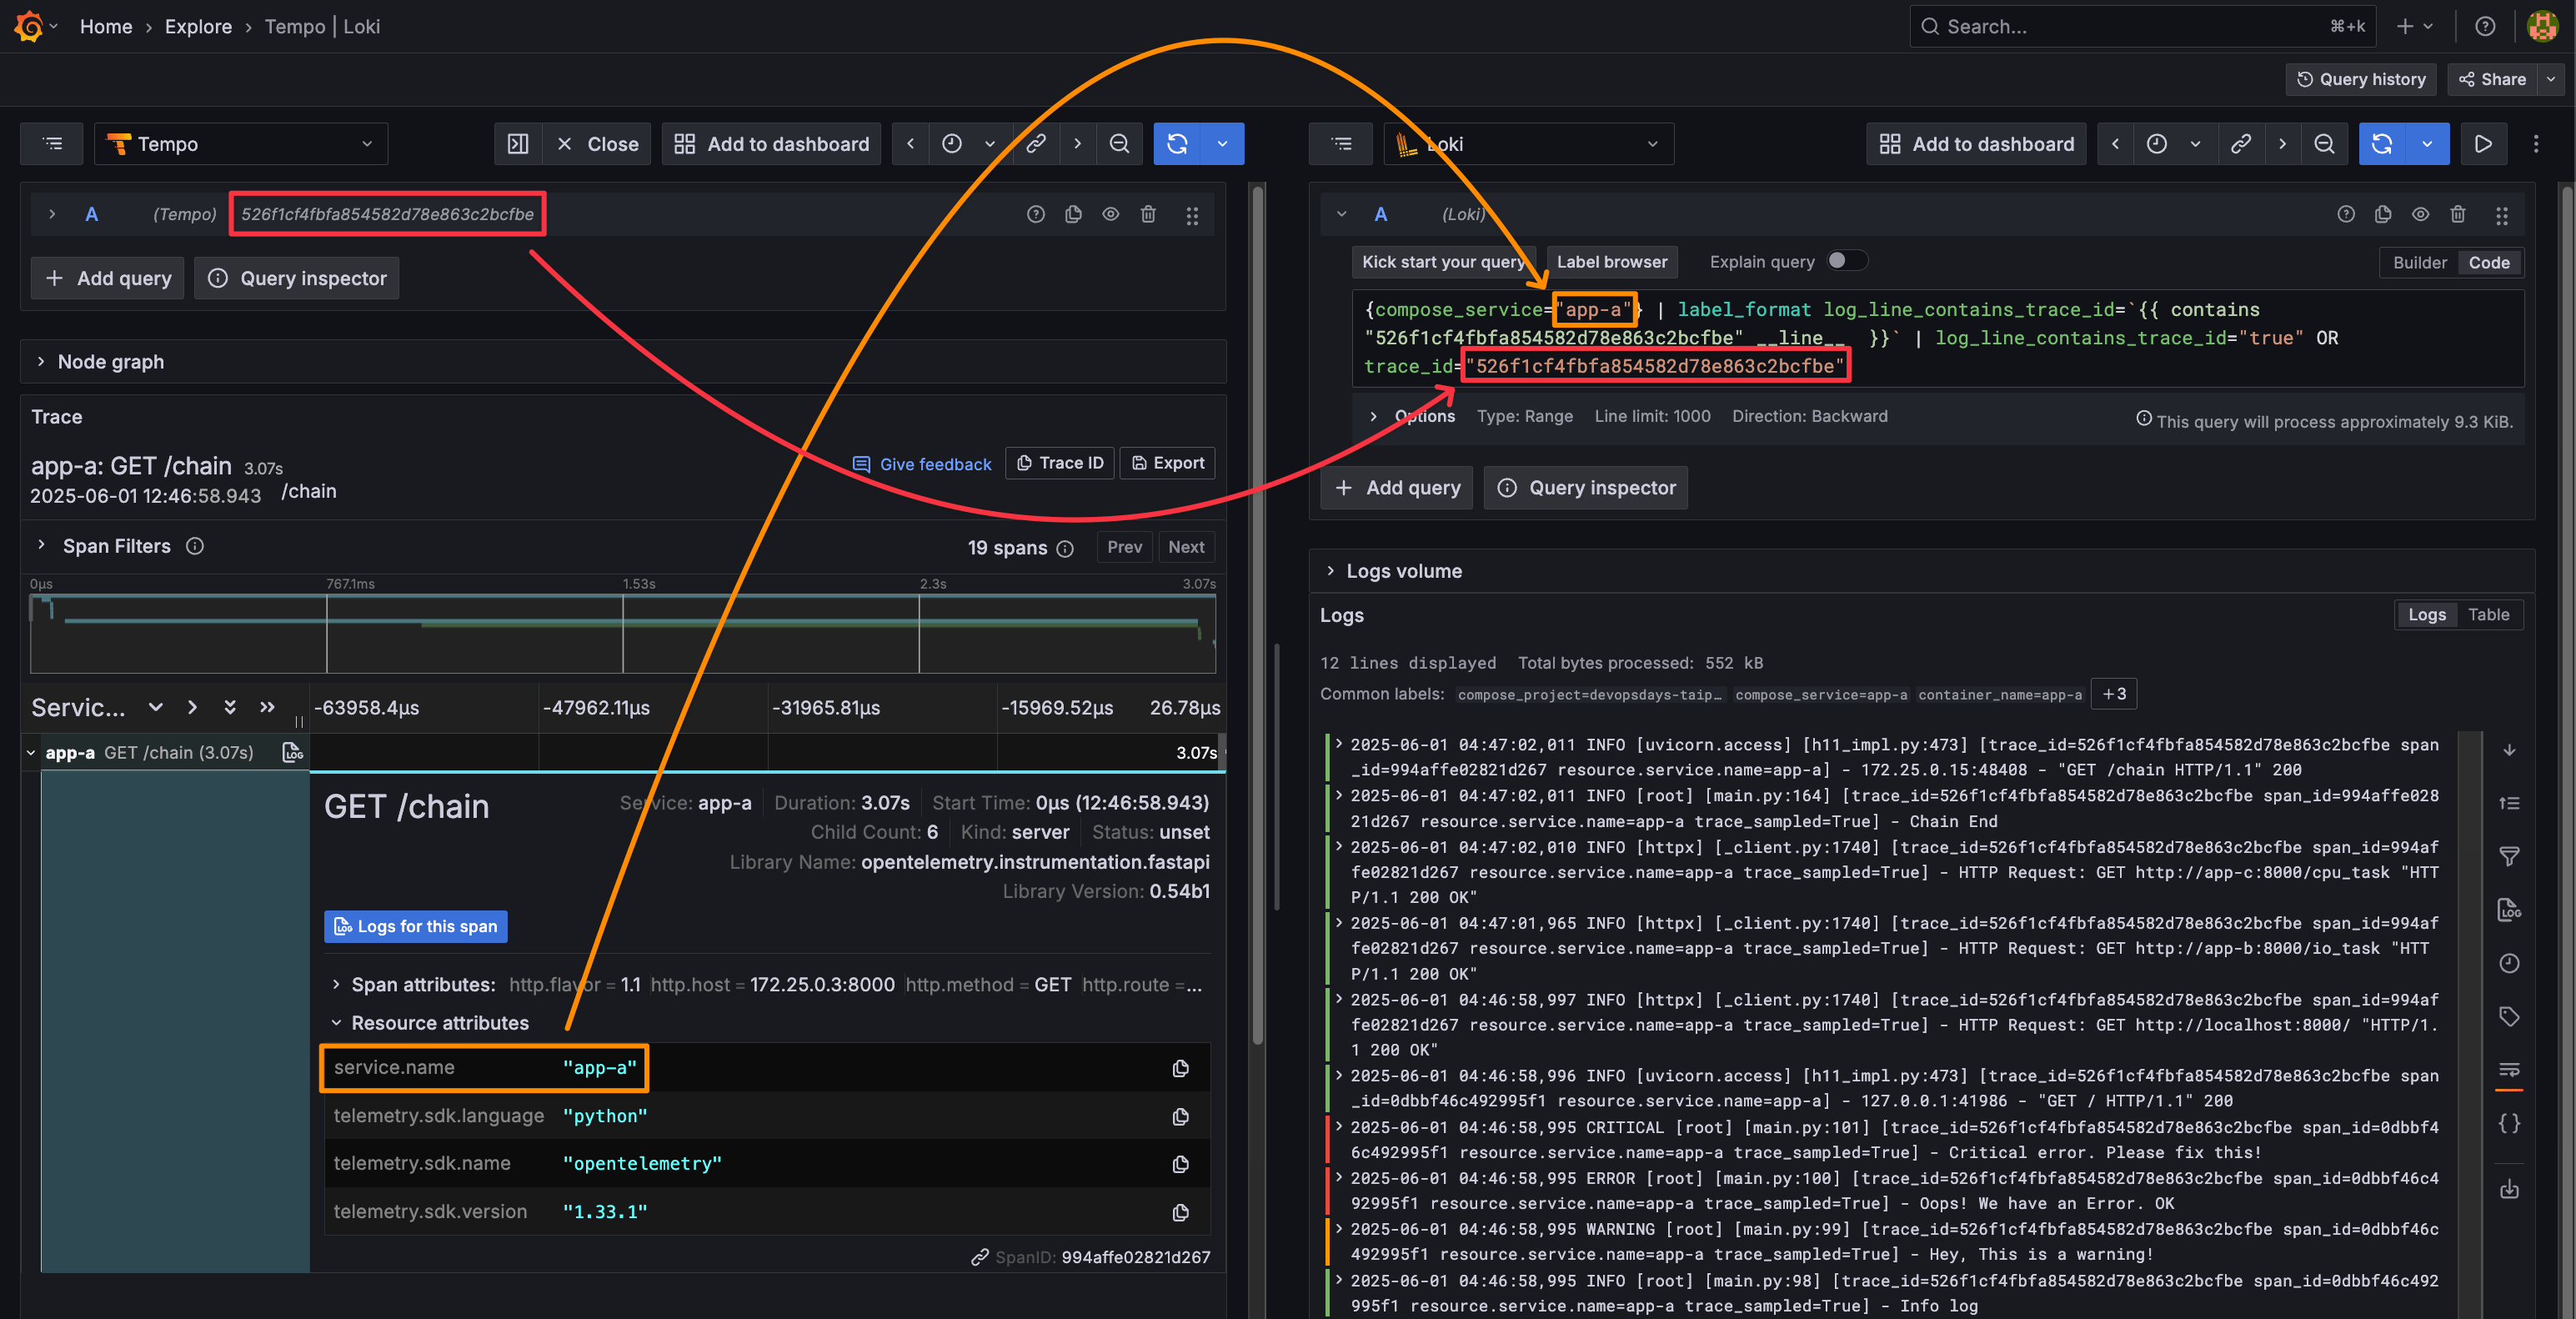 Home › Explore › Tempo | Loki
Search... ⌘+k
Query history
Share
Tempo
Close
Add to dashboard
A (Tempo) 526f1cf4fbfa854582d78e863c2bcfbe
+ Add query
Query inspector
Node graph
Trace
app-a: GET /chain 3.07s
2025-06-01 12:46:58.943 /chain
Give feedback
Trace ID
Export
Span Filters
19 spans
Prev
Next
0μs 767.1ms 1.53s 2.3s 3.07s
Servic... -63958.4μs -47962.11μs -31965.81μs -15969.52μs 26.78μs
app-a GET /chain (3.07s) LOG 3.07s
GET /chain
Service: app-a Duration: 3.07s Start Time: 0μs (12:46:58.943)
Child Count: 6 Kind: server Status: unset
Library Name: opentelemetry.instrumentation.fastapi
Library Version: 0.54b1
Logs for this span
Span attributes: http.flavor = 1.1 http.host = 172.25.0.3:8000 http.method = GET http.route =...
Resource attributes
service.name "app-a"
telemetry.sdk.language "python"
telemetry.sdk.name "opentelemetry"
telemetry.sdk.version "1.33.1"
SpanID: 994affe02821d267
Loki
Add to dashboard
A (Loki)
Kick start your query
Label browser
Explain query
Builder Code
{compose_service="app-a"} | label_format log_line_contains_trace_id=`{{ contains
"526f1cf4fbfa854582d78e863c2bcfbe" __line__ }}` | log_line_contains_trace_id="true" OR
trace_id="526f1cf4fbfa854582d78e863c2bcfbe"
Options Type: Range Line limit: 1000 Direction: Backward
This query will process approximately 9.3 KiB.
+ Add query
Query inspector
Logs volume
Logs
Logs Table
12 lines displayed Total bytes processed: 552 kB
Common labels: compose_project=devopsdays-taip… compose_service=app-a container_name=app-a +3
2025-06-01 04:47:02,011 INFO [uvicorn.access] [h11_impl.py:473] [trace_id=526f1cf4fbfa854582d78e863c2bcfbe span
_id=994affe02821d267 resource.service.name=app-a] - 172.25.0.15:48408 - "GET /chain HTTP/1.1" 200
2025-06-01 04:47:02,011 INFO [root] [main.py:164] [trace_id=526f1cf4fbfa854582d78e863c2bcfbe span_id=994affe028
21d267 resource.service.name=app-a trace_sampled=True] - Chain End
2025-06-01 04:47:02,010 INFO [httpx] [_client.py:1740] [trace_id=526f1cf4fbfa854582d78e863c2bcfbe span_id=994af
fe02821d267 resource.service.name=app-a trace_sampled=True] - HTTP Request: GET http://app-c:8000/cpu_task "HTT
P/1.1 200 OK"
2025-06-01 04:47:01,965 INFO [httpx] [_client.py:1740] [trace_id=526f1cf4fbfa854582d78e863c2bcfbe span_id=994af
fe02821d267 resource.service.name=app-a trace_sampled=True] - HTTP Request: GET http://app-b:8000/io_task "HTT
P/1.1 200 OK"
2025-06-01 04:46:58,997 INFO [httpx] [_client.py:1740] [trace_id=526f1cf4fbfa854582d78e863c2bcfbe span_id=994af
fe02821d267 resource.service.name=app-a trace_sampled=True] - HTTP Request: GET http://localhost:8000/ "HTTP/1.
1 200 OK"
2025-06-01 04:46:58,996 INFO [uvicorn.access] [h11_impl.py:473] [trace_id=526f1cf4fbfa854582d78e863c2bcfbe span
_id=0dbbf46c492995f1 resource.service.name=app-a] - 127.0.0.1:41986 - "GET / HTTP/1.1" 200
2025-06-01 04:46:58,995 CRITICAL [root] [main.py:101] [trace_id=526f1cf4fbfa854582d78e863c2bcfbe span_id=0dbbf4
6c492995f1 resource.service.name=app-a trace_sampled=True] - Critical error. Please fix this!
2025-06-01 04:46:58,995 ERROR [root] [main.py:100] [trace_id=526f1cf4fbfa854582d78e863c2bcfbe span_id=0dbbf46c4
92995f1 resource.service.name=app-a trace_sampled=True] - Oops! We have an Error. OK
2025-06-01 04:46:58,995 WARNING [root] [main.py:99] [trace_id=526f1cf4fbfa854582d78e863c2bcfbe span_id=0dbbf46c
492995f1 resource.service.name=app-a trace_sampled=True] - Hey, This is a warning!
2025-06-01 04:46:58,995 INFO [root] [main.py:98] [trace_id=526f1cf4fbfa854582d78e863c2bcfbe span_id=0dbbf46c492
995f1 resource.service.name=app-a trace_sampled=True] - Info log